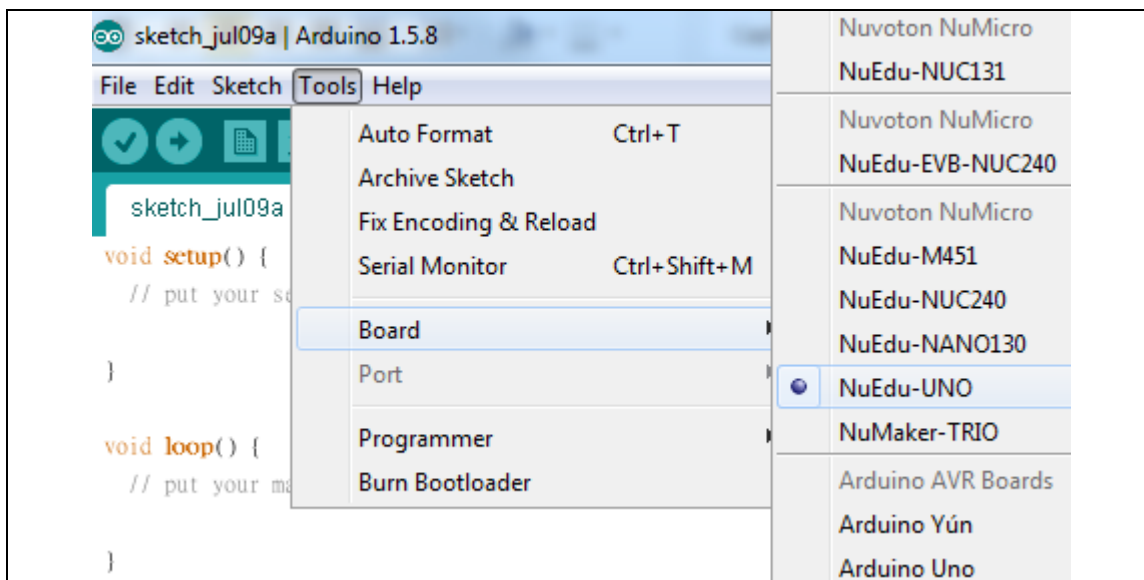 sketch_jul09a | Arduino 1.5.8
File Edit Sketch Tools Help
sketch_jul09a
void setup() {
// put your se
}
void loop() {
// put your ma
}
Auto Format Ctrl+T
Archive Sketch
Fix Encoding & Reload
Serial Monitor Ctrl+Shift+M
Board
Port
Programmer
Burn Bootloader
Nuvoton NuMicro
NuEdu-NUC131
Nuvoton NuMicro
NuEdu-EVB-NUC240
Nuvoton NuMicro
NuEdu-M451
NuEdu-NUC240
NuEdu-NANO130
NuEdu-UNO
NuMaker-TRIO
Arduino AVR Boards
Arduino Yún
Arduino Uno